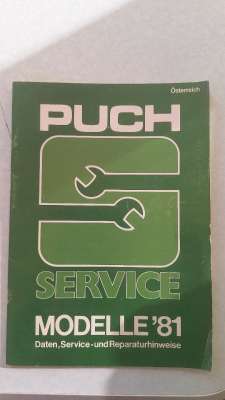 Österreich
PUCH
SERVICE
MODELLE '81
Daten, Service-und Reparaturhinweise